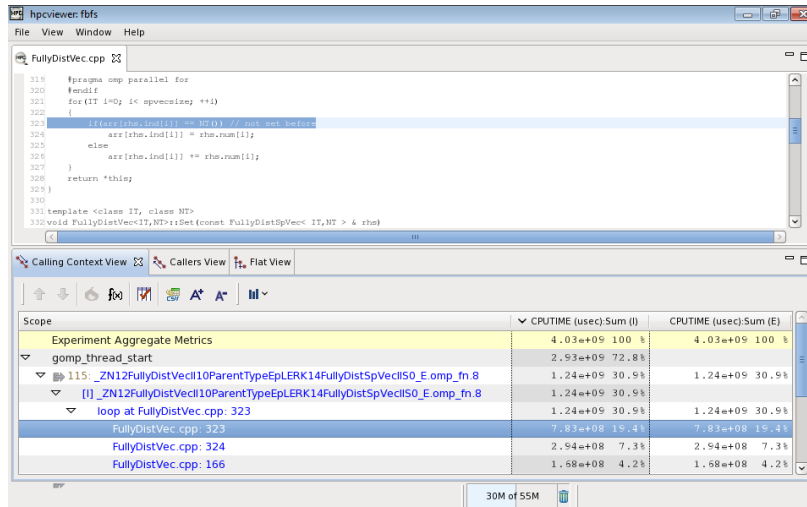 hpcviewer: fbfs
File View Window Help
FullyDistVec.cpp
319 #pragma omp parallel for
320 #endif
321 for(IT i=0; i< spvecsize; ++i)
322 {
323 if(arr[rhs.ind[i]] == NT()) // not set before
324 arr[rhs.ind[i]] = rhs.num[i];
325 else
326 arr[rhs.ind[i]] += rhs.num[i];
327 }
328 return *this;
329 }
330
331 template <class IT, class NT>
332 void FullyDistVec<IT,NT>::Set(const FullyDistSpVec< IT,NT > & rhs)
Calling Context View Callers View Flat View
f(x) CSV A+ A-
Scope CPUTIME (usec):Sum (I) CPUTIME (usec):Sum (E)
Experiment Aggregate Metrics 4.03e+09 100 % 4.03e+09 100 %
gomp_thread_start 2.93e+09 72.8%
115: _ZN12FullyDistVecIl10ParentTypeEpLERK14FullyDistSpVecIlS0_E.omp_fn.8 1.24e+09 30.9% 1.24e+09 30.9%
[I] _ZN12FullyDistVecIl10ParentTypeEpLERK14FullyDistSpVecIlS0_E.omp_fn.8 1.24e+09 30.9%
loop at FullyDistVec.cpp: 323 1.24e+09 30.9% 1.24e+09 30.9%
FullyDistVec.cpp: 323 7.83e+08 19.4% 7.83e+08 19.4%
FullyDistVec.cpp: 324 2.94e+08 7.3% 2.94e+08 7.3%
FullyDistVec.cpp: 166 1.68e+08 4.2% 1.68e+08 4.2%
30M of 55M